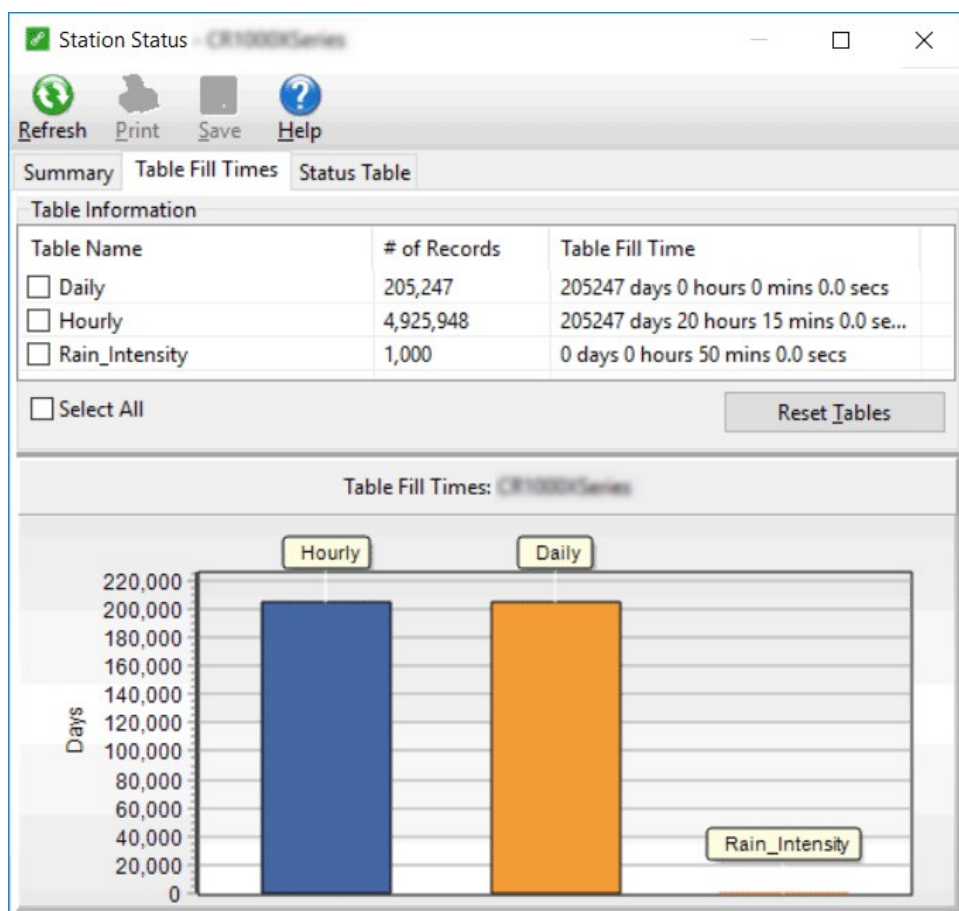 Station Status -
Refresh Print Save Help
Summary Table Fill Times Status Table
Table Information
Table Name # of Records Table Fill Time
Daily 205,247 205247 days 0 hours 0 mins 0.0 secs
Hourly 4,925,948 205247 days 20 hours 15 mins 0.0 se...
Rain_Intensity 1,000 0 days 0 hours 50 mins 0.0 secs
Select All Reset Tables
Table Fill Times:
Hourly Daily
220,000
200,000
180,000
160,000
140,000
120,000
100,000
80,000
60,000
40,000
20,000
0
Days
Rain_Intensity